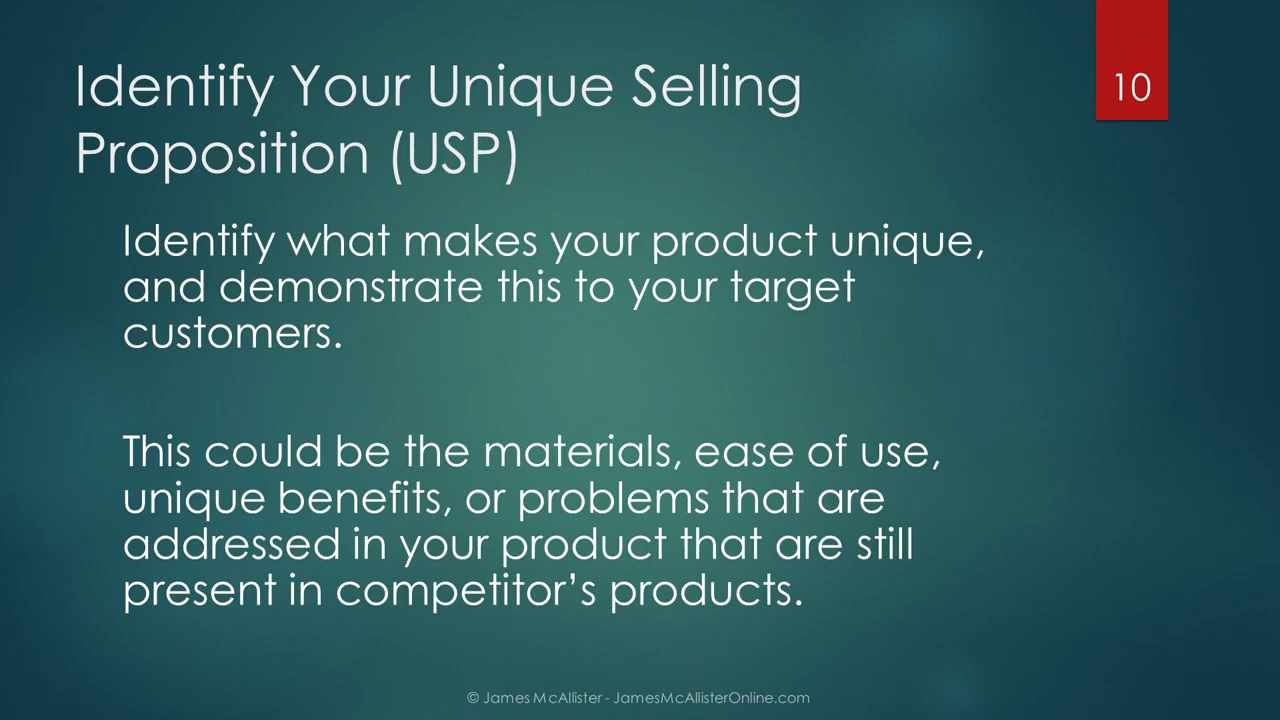 Identify Your Unique Selling
Proposition (USP)
10
Identify what makes your product unique,
and demonstrate this to your target
customers.
This could be the materials, ease of use,
unique benefits, or problems that are
addressed in your product that are still
present in competitor’s products.
© James McAllister - JamesMcAllisterOnline.com